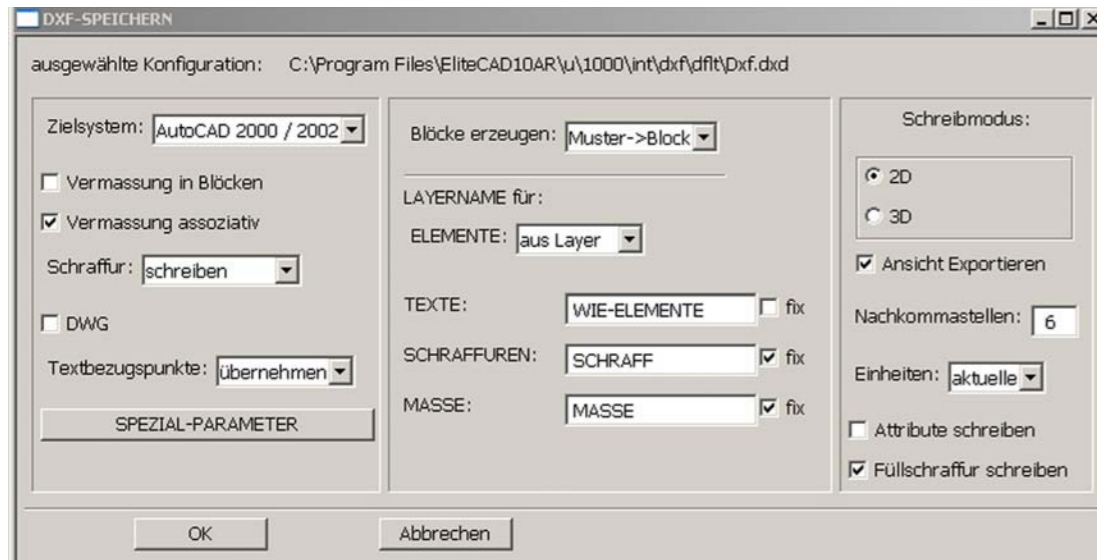 DXF-SPEICHERN
ausgewählte Konfiguration: C:\Program Files\EliteCAD10AR\u\1000\int\dxf\dflt\Dxf.dxd
Zielsystem: AutoCAD 2000 / 2002
Vermassung in Blöcken
Vermassung assoziativ
Schraffur: schreiben
DWG
Textbezugspunkte: übernehmen
SPEZIAL-PARAMETER
Blöcke erzeugen: Muster->Block
LAYERNAME für:
ELEMENTE: aus Layer
TEXTE: WIE-ELEMENTE fix
SCHRAFFUREN: SCHRAFF fix
MASSE: MASSE fix
Schreibmodus:
2D
3D
Ansicht Exportieren
Nachkommastellen: 6
Einheiten: aktuelle
Attribute schreiben
Füllschraffur schreiben
OK Abbrechen